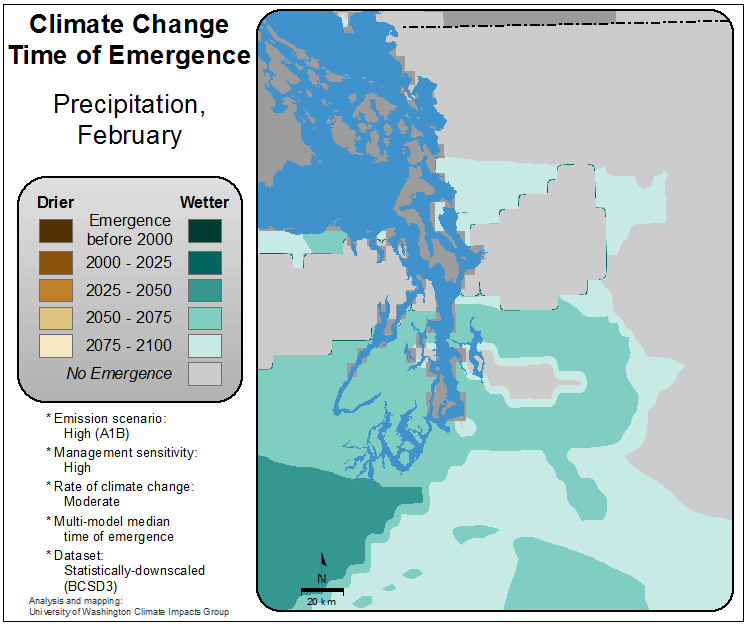 Climate Change
Time of Emergence
Precipitation,
February
Drier Wetter
Emergence
before 2000
2000 - 2025
2025 - 2050
2050 - 2075
2075 - 2100
No Emergence
* Emission scenario:
High (A1B)
* Management sensitivity:
High
* Rate of climate change:
Moderate
* Multi-model median
time of emergence
* Dataset:
Statistically-downscaled
(BCSD3)
Analysis and mapping:
University of Washington Climate Impacts Group
N
20 km